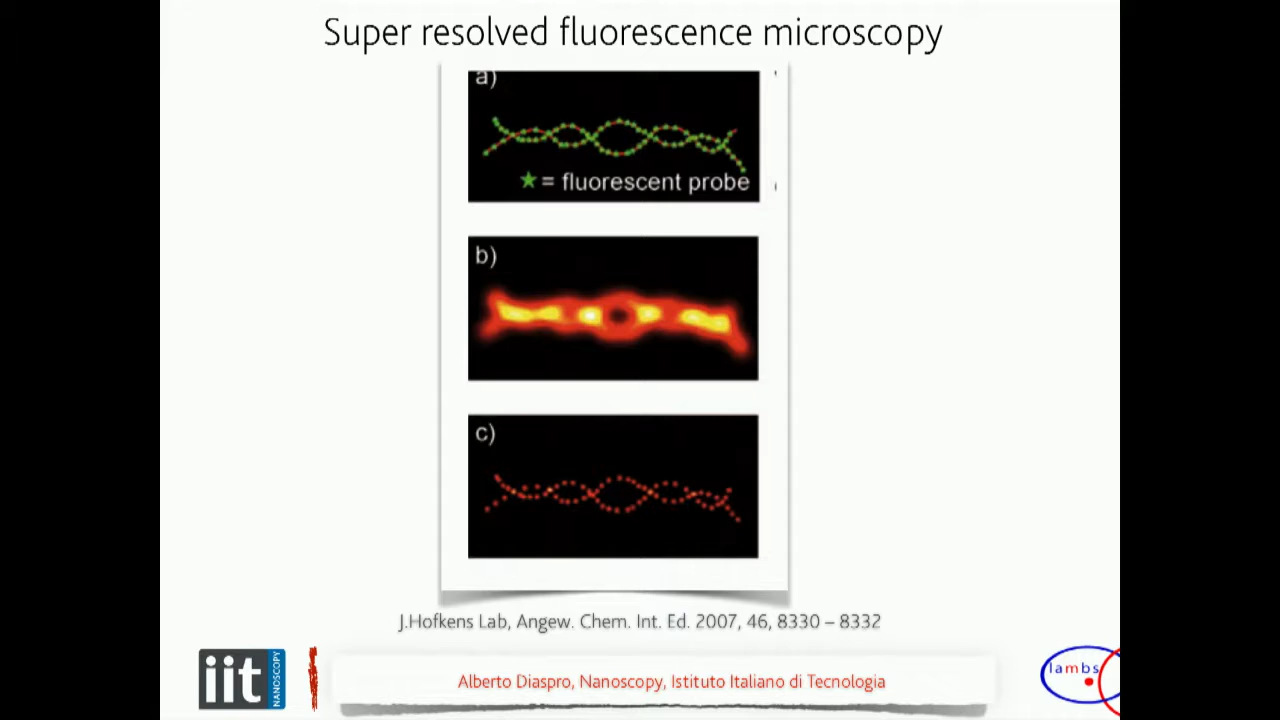 Super resolved fluorescence microscopy
a)
★ = fluorescent probe
b)
c)
J.Hofkens Lab, Angew. Chem. Int. Ed. 2007, 46, 8330 – 8332
iit
NANOSCOPY
Alberto Diaspro, Nanoscopy, Istituto Italiano di Tecnologia
lambs